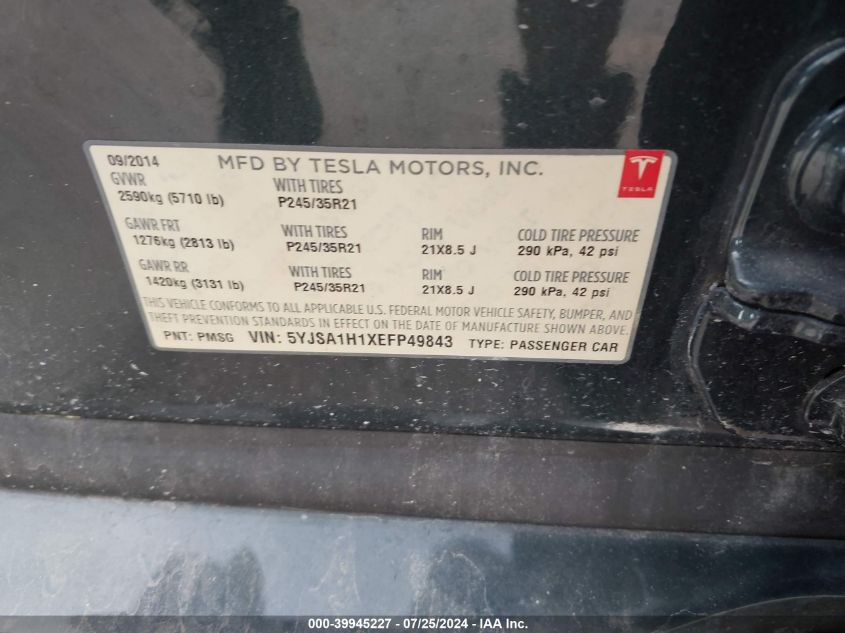 09/2014 MFD BY TESLA MOTORS, INC.
TESLA
GVWR WITH TIRES
2590kg (5710 lb) P245/35R21
GAWR FRT WITH TIRES RIM COLD TIRE PRESSURE
1276kg (2813 lb) P245/35R21 21X8.5 J 290 kPa, 42 psi
GAWR RR WITH TIRES RIM COLD TIRE PRESSURE
1420kg (3131 lb) P245/35R21 21X8.5 J 290 kPa, 42 psi
THIS VEHICLE CONFORMS TO ALL APPLICABLE U.S. FEDERAL MOTOR VEHICLE SAFETY, BUMPER, AND
THEFT PREVENTION STANDARDS IN EFFECT ON THE DATE OF MANUFACTURE SHOWN ABOVE.
PNT: PMSG VIN: 5YJSA1H1XEFP49843 TYPE: PASSENGER CAR
000-39945227 - 07/25/2024 - IAA Inc.